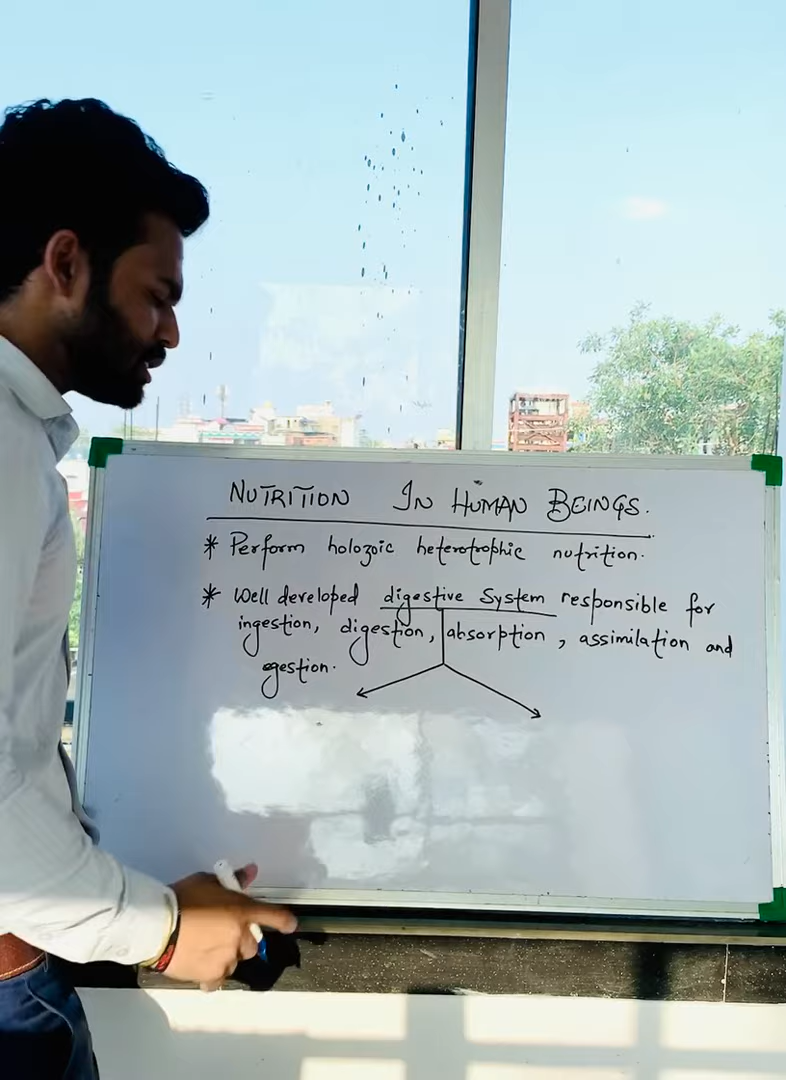 NUTRITION IN HUMAN BEINGS.
* Perform holozoic heterotrophic nutrition.
* Well developed digestive System responsible for
ingestion, digestion, absorption, assimilation and
egestion.